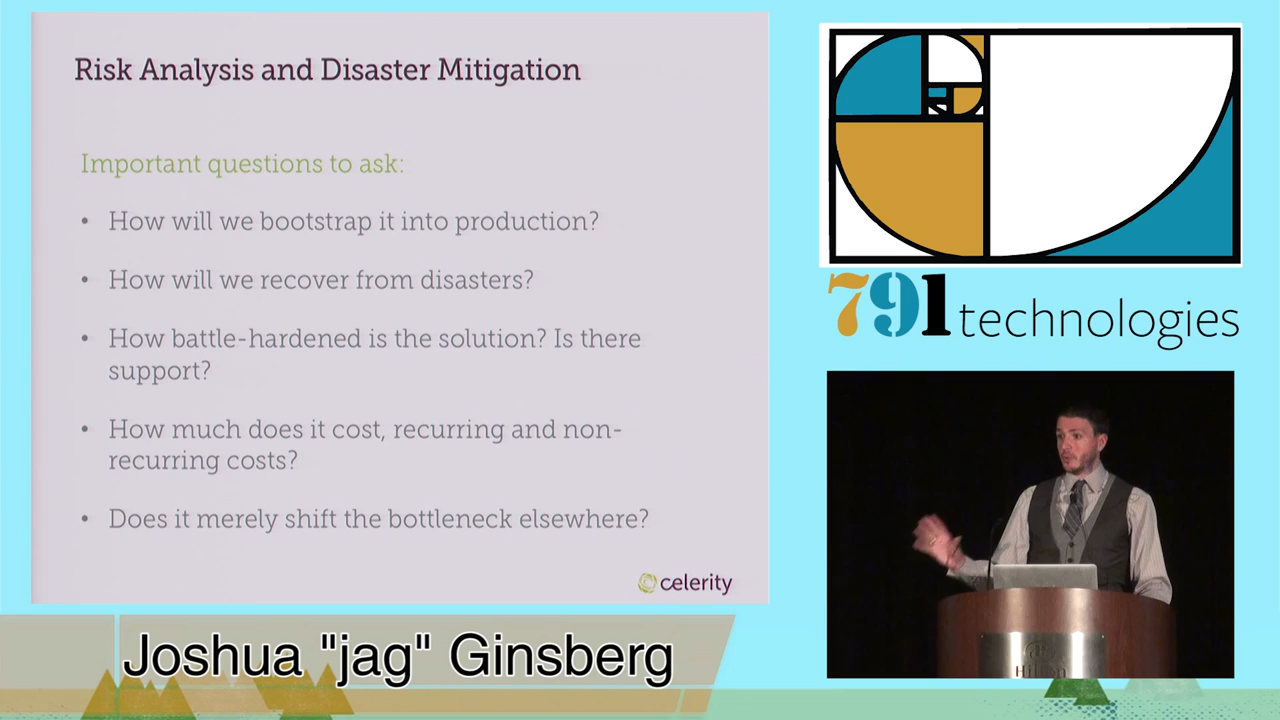 Risk Analysis and Disaster Mitigation
Important questions to ask:
• How will we bootstrap it into production?
• How will we recover from disasters?
• How battle-hardened is the solution? Is there
support?
• How much does it cost, recurring and non-
recurring costs?
• Does it merely shift the bottleneck elsewhere?
celerity
791 technologies
Joshua "jag" Ginsberg
Hilton